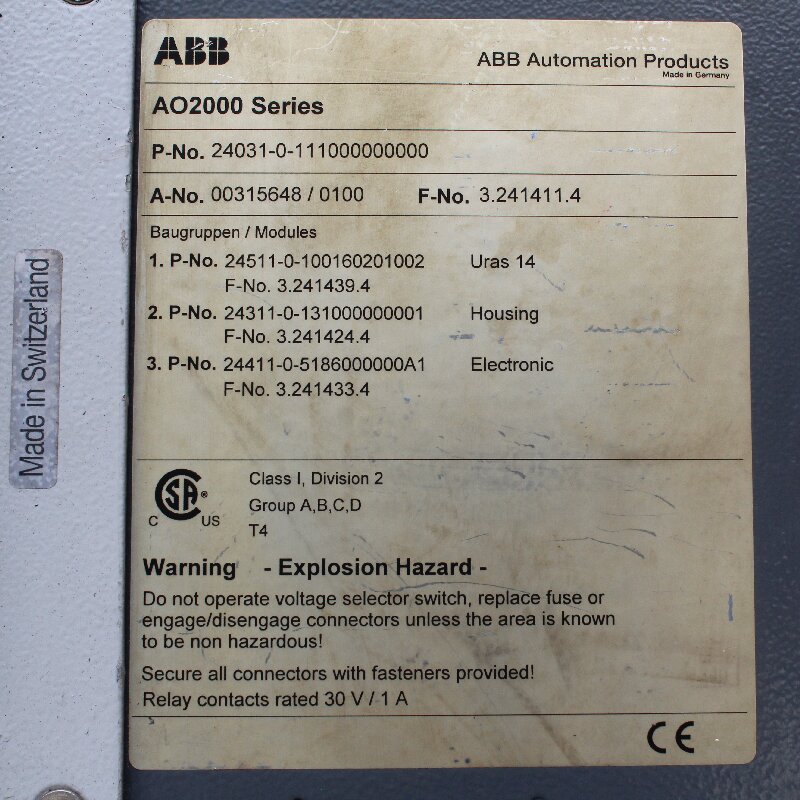 ABB
ABB Automation Products
Made in Germany
AO2000 Series
P-No. 24031-0-111000000000
A-No. 00315648 / 0100 F-No. 3.241411.4
Baugruppen / Modules
1. P-No. 24511-0-100160201002 Uras 14
F-No. 3.241439.4
2. P-No. 24311-0-131000000001 Housing
F-No. 3.241424.4
3. P-No. 24411-0-5186000000A1 Electronic
F-No. 3.241433.4
Made in Switzerland
CSA ® C US
Class I, Division 2
Group A,B,C,D
T4
Warning - Explosion Hazard -
Do not operate voltage selector switch, replace fuse or
engage/disengage connectors unless the area is known
to be non hazardous!
Secure all connectors with fasteners provided!
Relay contacts rated 30 V / 1 A
CE